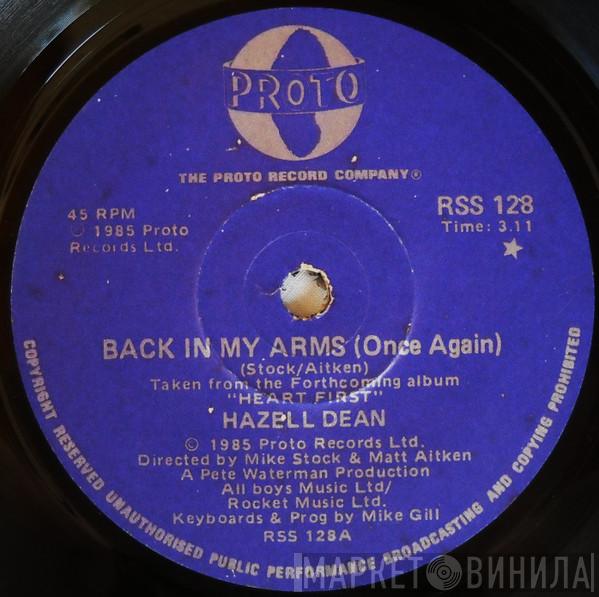 PROTO
THE PROTO RECORD COMPANY®
45 RPM
℗ 1985 Proto
Records Ltd.
RSS 128
Time: 3.11
BACK IN MY ARMS (Once Again)
(Stock/Aitken)
Taken from the Forthcoming album
"HEART FIRST"
HAZELL DEAN
© 1985 Proto Records Ltd.
Directed by Mike Stock & Matt Aitken
A Pete Waterman Production
All boys Music Ltd/
Rocket Music Ltd.
Keyboards & Prog by Mike Gill
RSS 128A
COPYRIGHT RESERVED UNAUTHORISED PUBLIC PERFORMANCE BROADCASTING AND COPYING PROHIBITED
МАРКЕТ ВИНИЛА